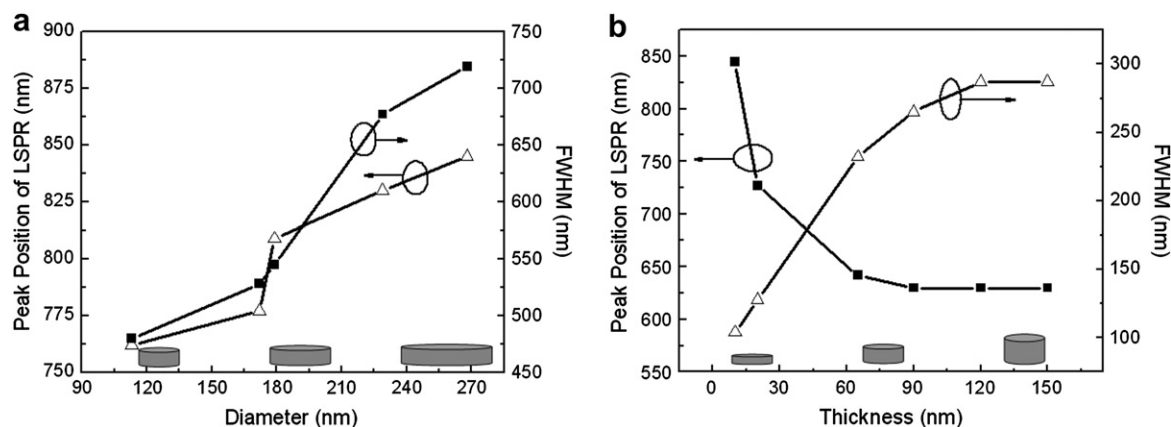 a
900
875
850
825
800
775
750
Peak Position of LSPR (nm)
750
700
650
600
550
500
450
FWHM (nm)
90 120 150 180 210 240 270
Diameter (nm)
b
850
800
750
700
650
600
550
Peak Position of LSPR (nm)
300
250
200
150
100
FWHM (nm)
0 30 60 90 120 150
Thickness (nm)